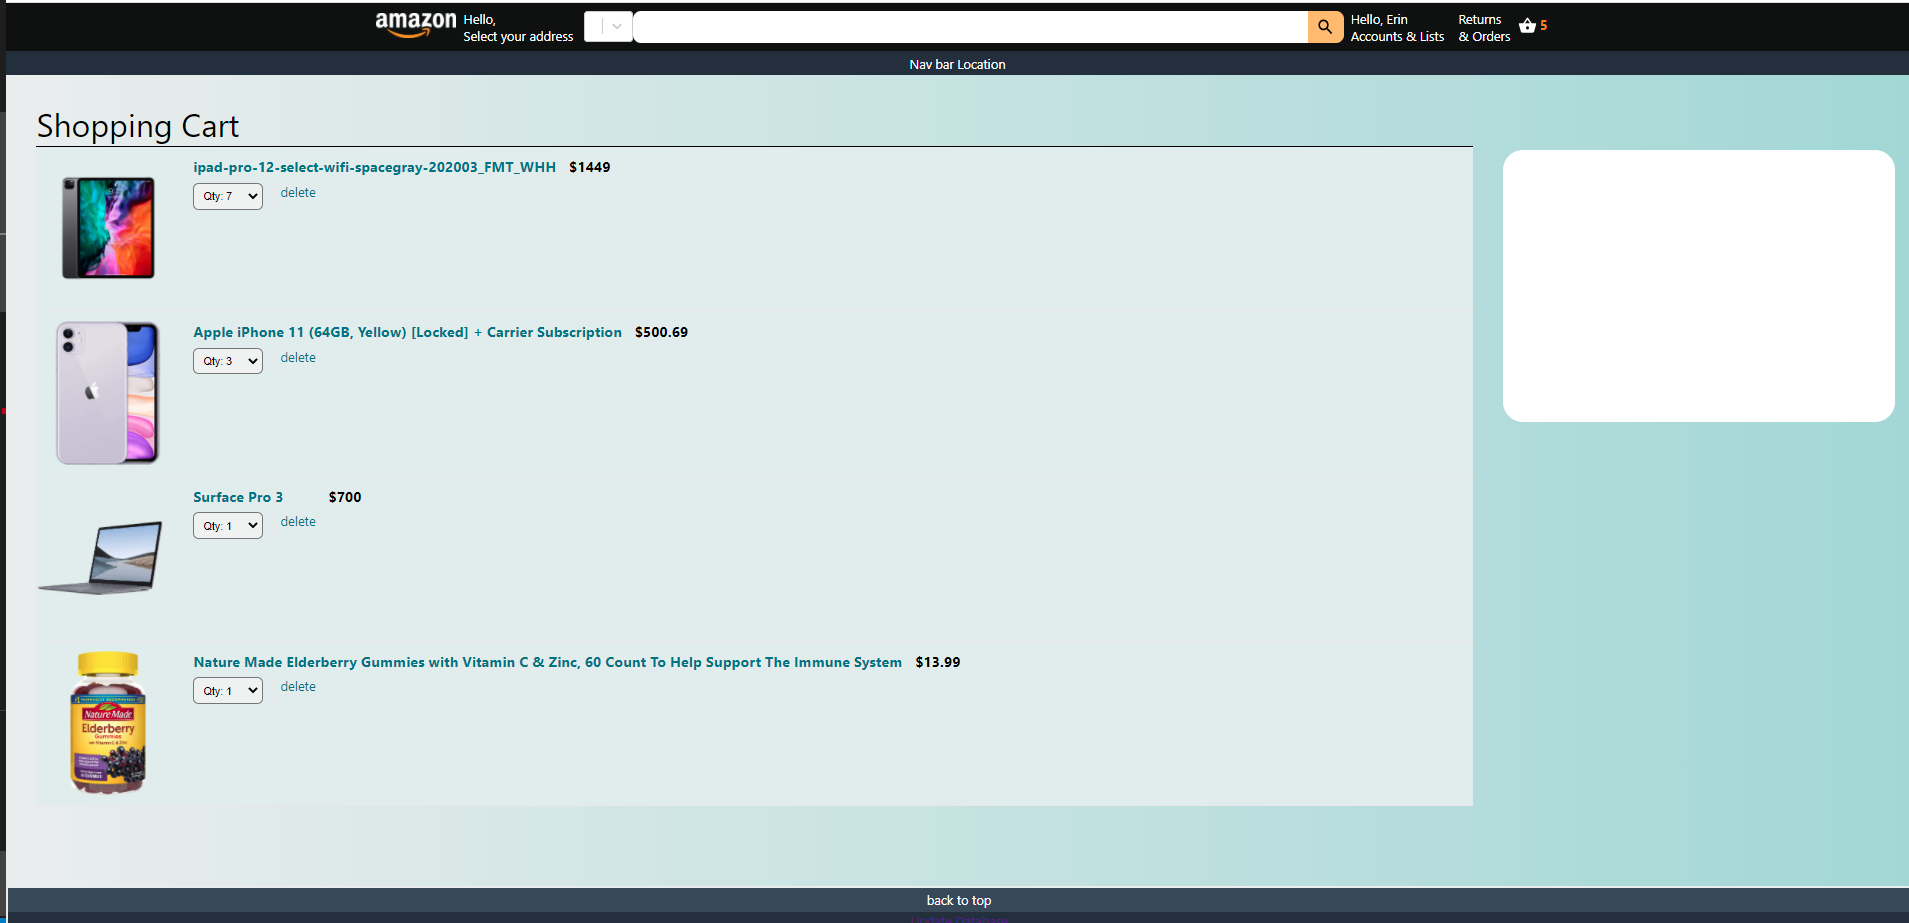 amazon
Hello,
Select your address
Hello, Erin
Accounts & Lists
Returns
& Orders
5
Nav bar Location
Shopping Cart
ipad-pro-12-select-wifi-spacegray-202003_FMT_WHH $1449
Qty: 7 delete
Apple iPhone 11 (64GB, Yellow) [Locked] + Carrier Subscription $500.69
Qty: 3 delete
Surface Pro 3 $700
Qty: 1 delete
Nature Made Elderberry Gummies with Vitamin C & Zinc, 60 Count To Help Support The Immune System $13.99
Qty: 1 delete
Nature Made
Elderberry
Gummies
back to top
Update Database